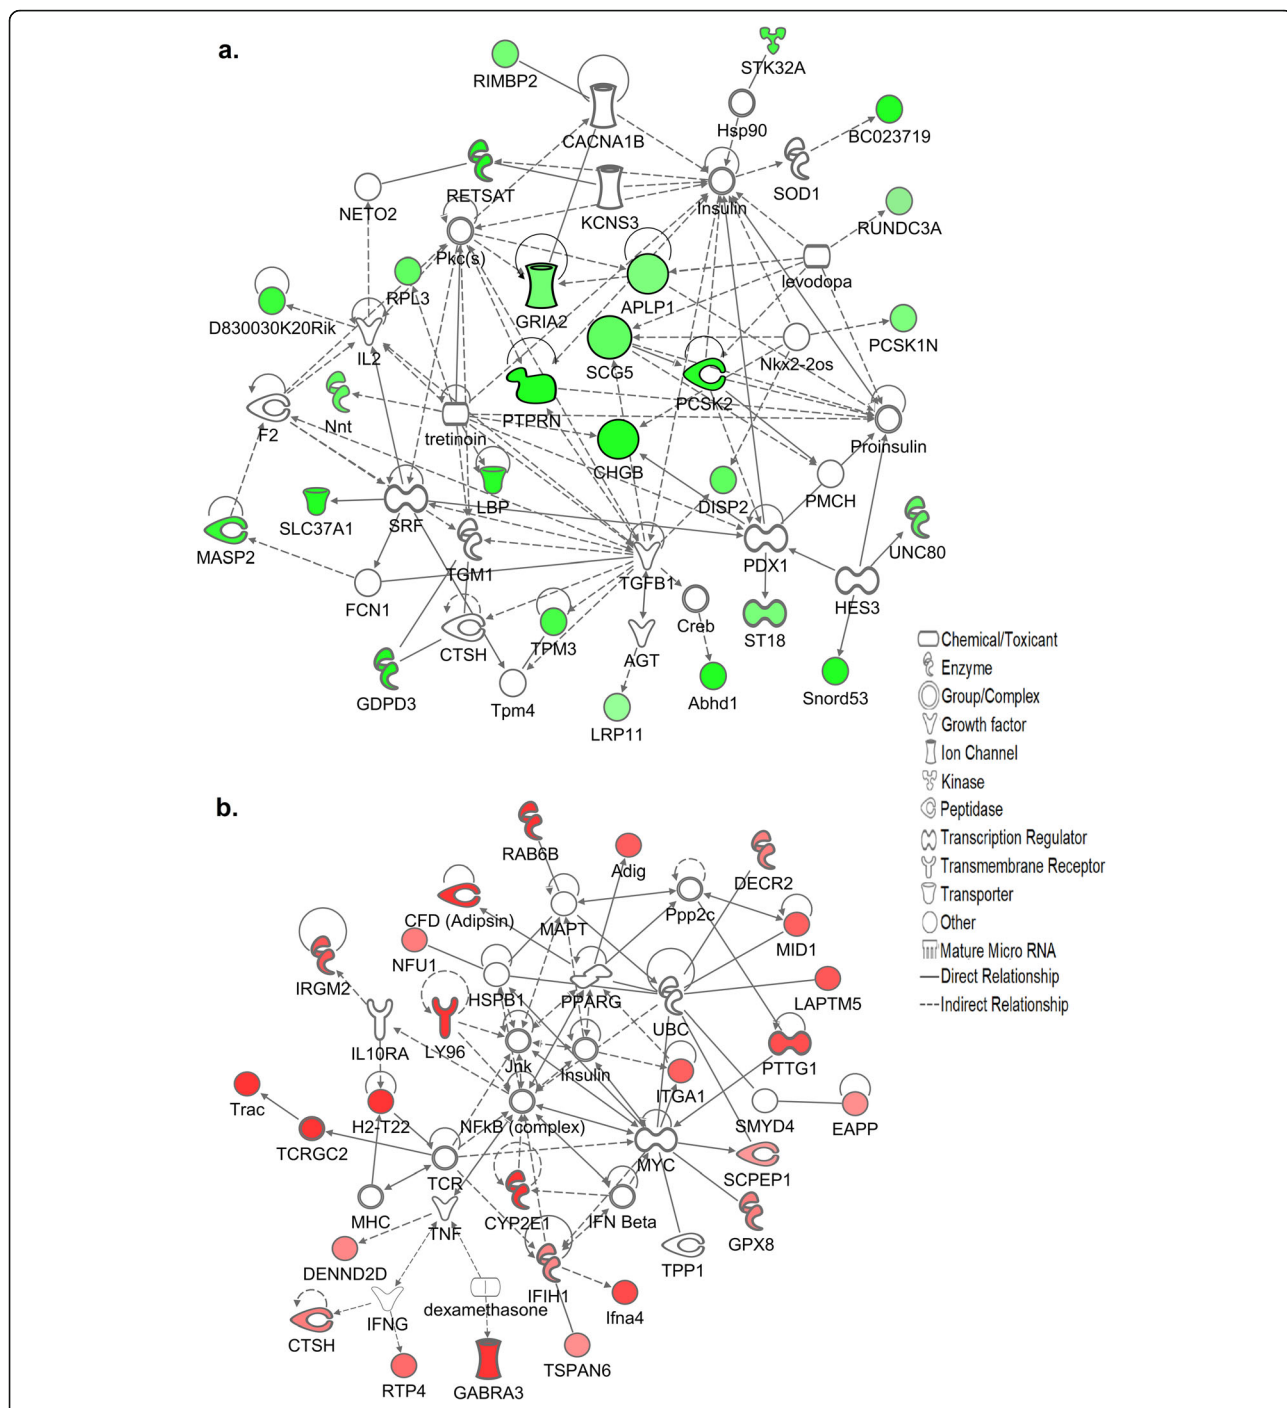 a.
RIMBP2
STK32A
CACNA1B
Hsp90
BC023719
RETSAT
SOD1
NETO2
KCNS3
Insulin
RUNDC3A
Pkc(s)
levodopa
RPL3
APLP1
D830030K20Rik
GRIA2
PCSK1N
IL2
SCG5
Nkx2-2os
Nnt
PTPRN
PCSK2
F2
tretinoin
Proinsulin
CHGB
LBP
DISP2
PMCH
SLC37A1
SRF
MASP2
UNC80
TGM1
TGFB1
PDX1
FCN1
HES3
Creb
ST18
CTSH
TPM3
AGT
GDPD3
Tpm4
Abhd1
Snord53
LRP11
Chemical/Toxicant
Enzyme
Group/Complex
Growth factor
Ion Channel
Kinase
Peptidase
Transcription Regulator
Transmembrane Receptor
Transporter
Other
Mature Micro RNA
Direct Relationship
Indirect Relationship
b.
RAB6B
Adig
DECR2
CFD (Adipsin)
MAPT
Ppp2c
MID1
NFU1
IRGM2
HSPB1
PPARG
LAPTM5
UBC
IL10RA
LY96
Jnk
Insulin
PTTG1
ITGA1
Trac
H2-T22
NFkB (complex)
SMYD4
EAPP
TCRGC2
MYC
SCPEP1
TCR
MHC
CYP2E1
IFN Beta
TNF
GPX8
DENND2D
TPP1
IFIH1
dexamethasone
Ifna4
IFNG
CTSH
TSPAN6
RTP4
GABRA3